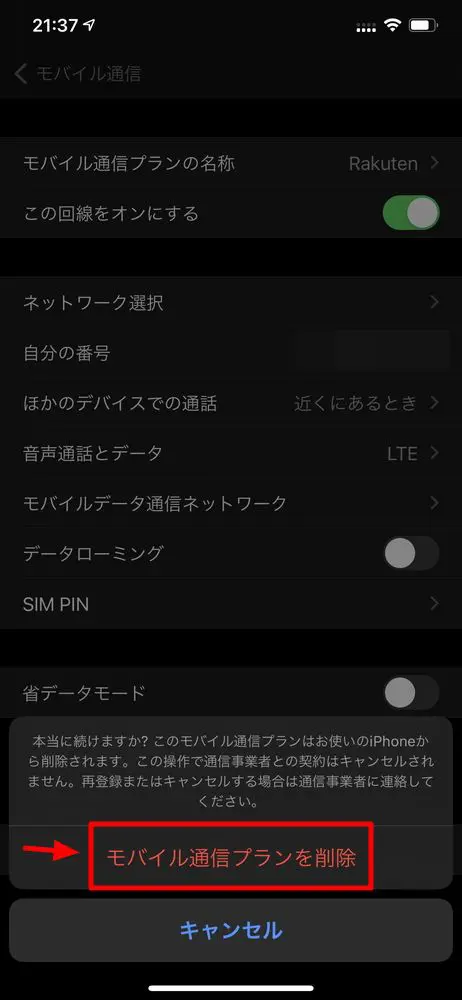 21:37
モバイル通信
モバイル通信プランの名称 Rakuten
この回線をオンにする
ネットワーク選択
自分の番号
ほかのデバイスでの通話 近くにあるとき
音声通話とデータ LTE
モバイルデータ通信ネットワーク
データローミング
SIM PIN
省データモード
本当に続けますか? このモバイル通信プランはお使いのiPhoneか
ら削除されます。この操作で通信事業者との契約はキャンセルされ
ません。再登録またはキャンセルする場合は通信事業者に連絡して
ください。
モバイル通信プランを削除
キャンセル